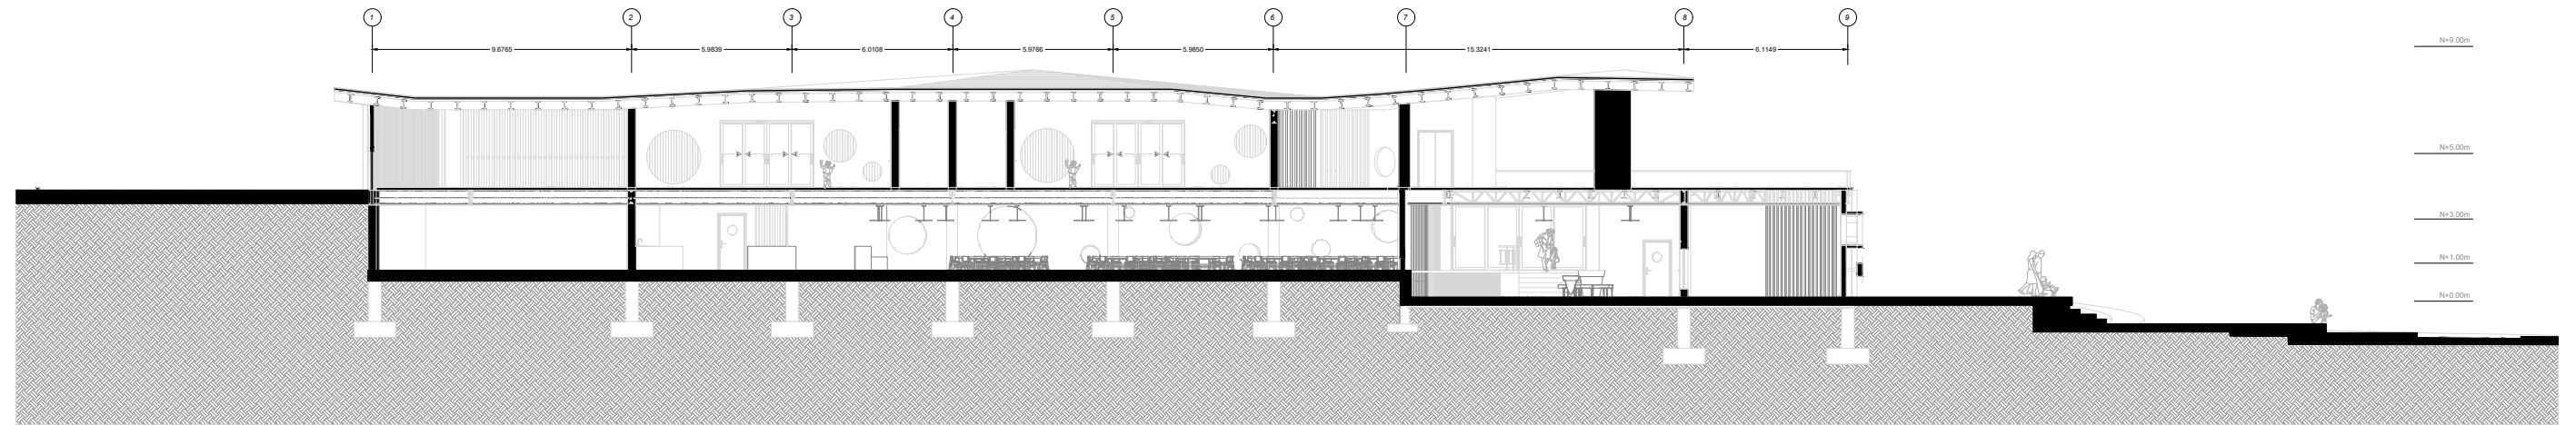 1 2 3 4 5 6 7 8 9
9.6765 5.9839 6.0108 5.9766 5.9850 15.3241 6.1149
N+9.00m
N+5.00m
N+3.00m
N+1.00m
N+0.00m